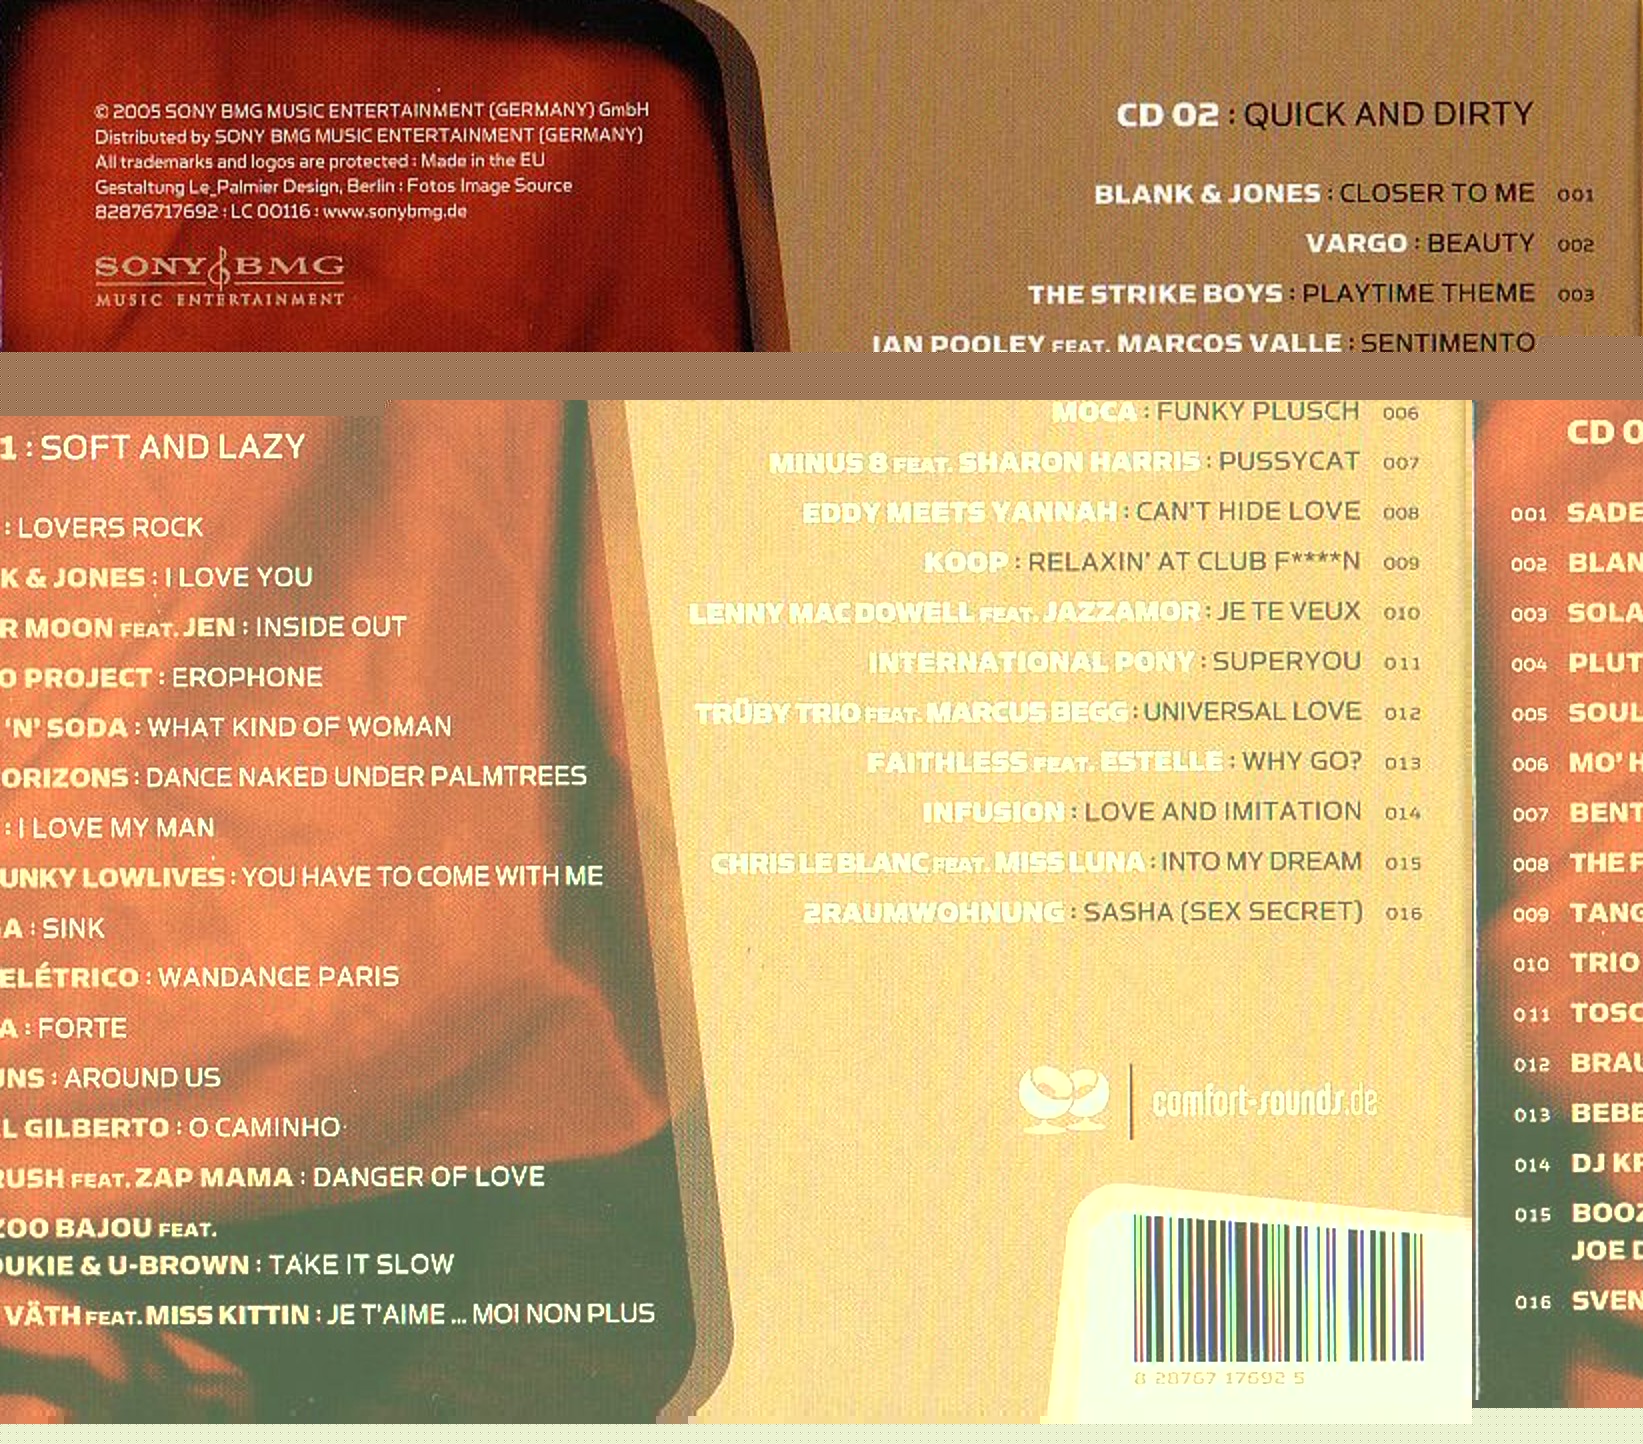 © 2005 SONY BMG MUSIC ENTERTAINMENT (GERMANY) GmbH
Distributed by SONY BMG MUSIC ENTERTAINMENT (GERMANY)
All trademarks and logos are protected : Made in the EU
Gestaltung Le_Palmier Design, Berlin : Fotos Image Source
82876717692 : LC 00116 : www.sonybmg.de
SONY BMG
MUSIC ENTERTAINMENT
CD 02 : QUICK AND DIRTY
BLANK & JONES : CLOSER TO ME 001
VARGO : BEAUTY 002
THE STRIKE BOYS : PLAYTIME THEME 003
IAN POOLEY FEAT. MARCOS VALLE : SENTIMENTO
1 : SOFT AND LAZY
: LOVERS ROCK
K & JONES : I LOVE YOU
R MOON FEAT. JEN : INSIDE OUT
O PROJECT : EROPHONE
'N' SODA : WHAT KIND OF WOMAN
ORIZONS : DANCE NAKED UNDER PALMTREES
: I LOVE MY MAN
UNKY LOWLIVES : YOU HAVE TO COME WITH ME
A : SINK
ELÉTRICO : WANDANCE PARIS
A : FORTE
UNS : AROUND US
L GILBERTO : O CAMINHO
RUSH FEAT. ZAP MAMA : DANGER OF LOVE
ZOO BAJOU FEAT.
OUKIE & U-BROWN : TAKE IT SLOW
VÄTH FEAT. MISS KITTIN : JE T'AIME ... MOI NON PLUS
MOCA : FUNKY PLUSCH 006
MINUS 8 FEAT. SHARON HARRIS : PUSSYCAT 007
EDDY MEETS YANNAH : CAN'T HIDE LOVE 008
KOOP : RELAXIN' AT CLUB F****N 009
LENNY MAC DOWELL FEAT. JAZZAMOR : JE TE VEUX 010
INTERNATIONAL PONY : SUPERYOU 011
TRÜBY TRIO FEAT. MARCUS BEGG : UNIVERSAL LOVE 012
FAITHLESS FEAT. ESTELLE : WHY GO? 013
INFUSION : LOVE AND IMITATION 014
CHRIS LE BLANC FEAT. MISS LUNA : INTO MY DREAM 015
2RAUMWOHNUNG : SASHA (SEX SECRET) 016
comfort-sounds.de
8 28767 17692 5
CD 0
001 SADE
002 BLAN
003 SOLA
004 PLUT
005 SOUL
006 MO' H
007 BENT
008 THE F
009 TANG
010 TRIO
011 TOSC
012 BRAU
013 BEBE
014 DJ KR
015 BOOZ
JOE D
016 SVEN